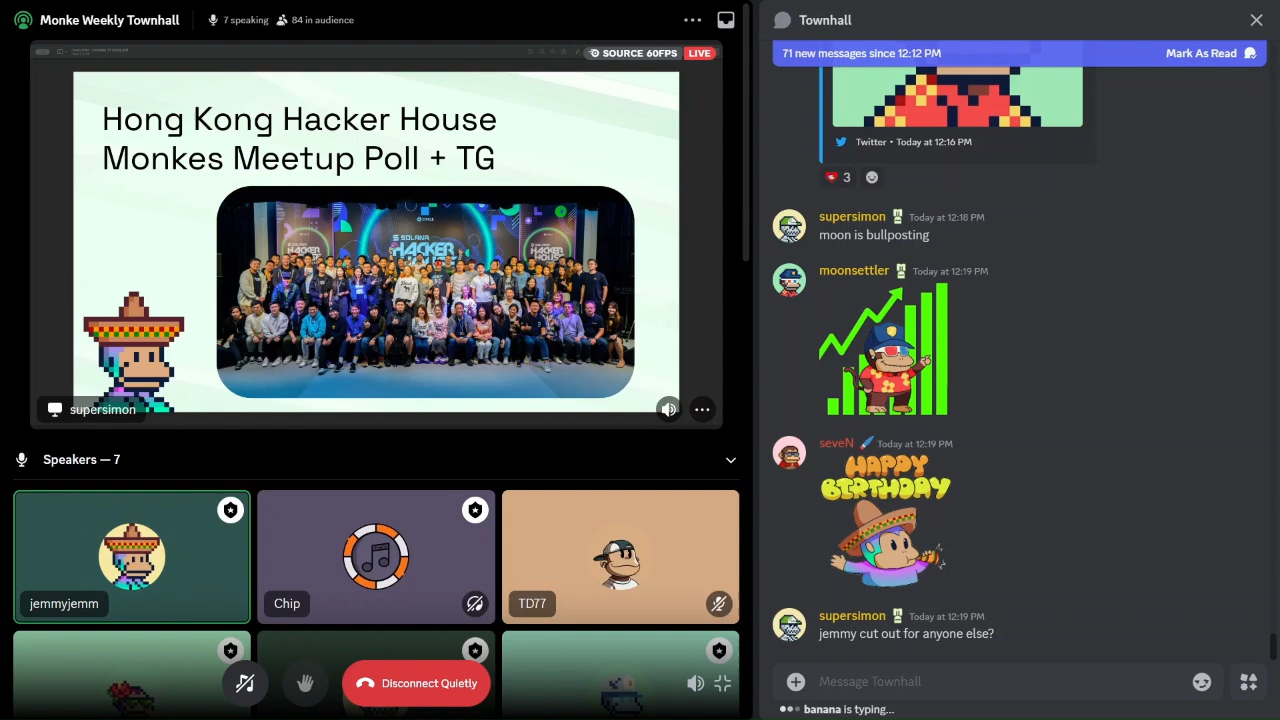 Monke Weekly Townhall
7 speaking
84 in audience
SOURCE 60FPS
LIVE
Hong Kong Hacker House
Monkes Meetup Poll + TG
SOLANA
HACKER
HOUSE
supersimon
Speakers — 7
jemmyjemm
Chip
TD77
Disconnect Quietly
Townhall
71 new messages since 12:12 PM
Mark As Read
Twitter • Today at 12:16 PM
3
supersimon Today at 12:18 PM
moon is bullposting
moonsettler Today at 12:19 PM
seveN Today at 12:19 PM
HAPPY
BIRTHDAY
supersimon Today at 12:19 PM
jemmy cut out for anyone else?
Message Townhall
banana is typing...